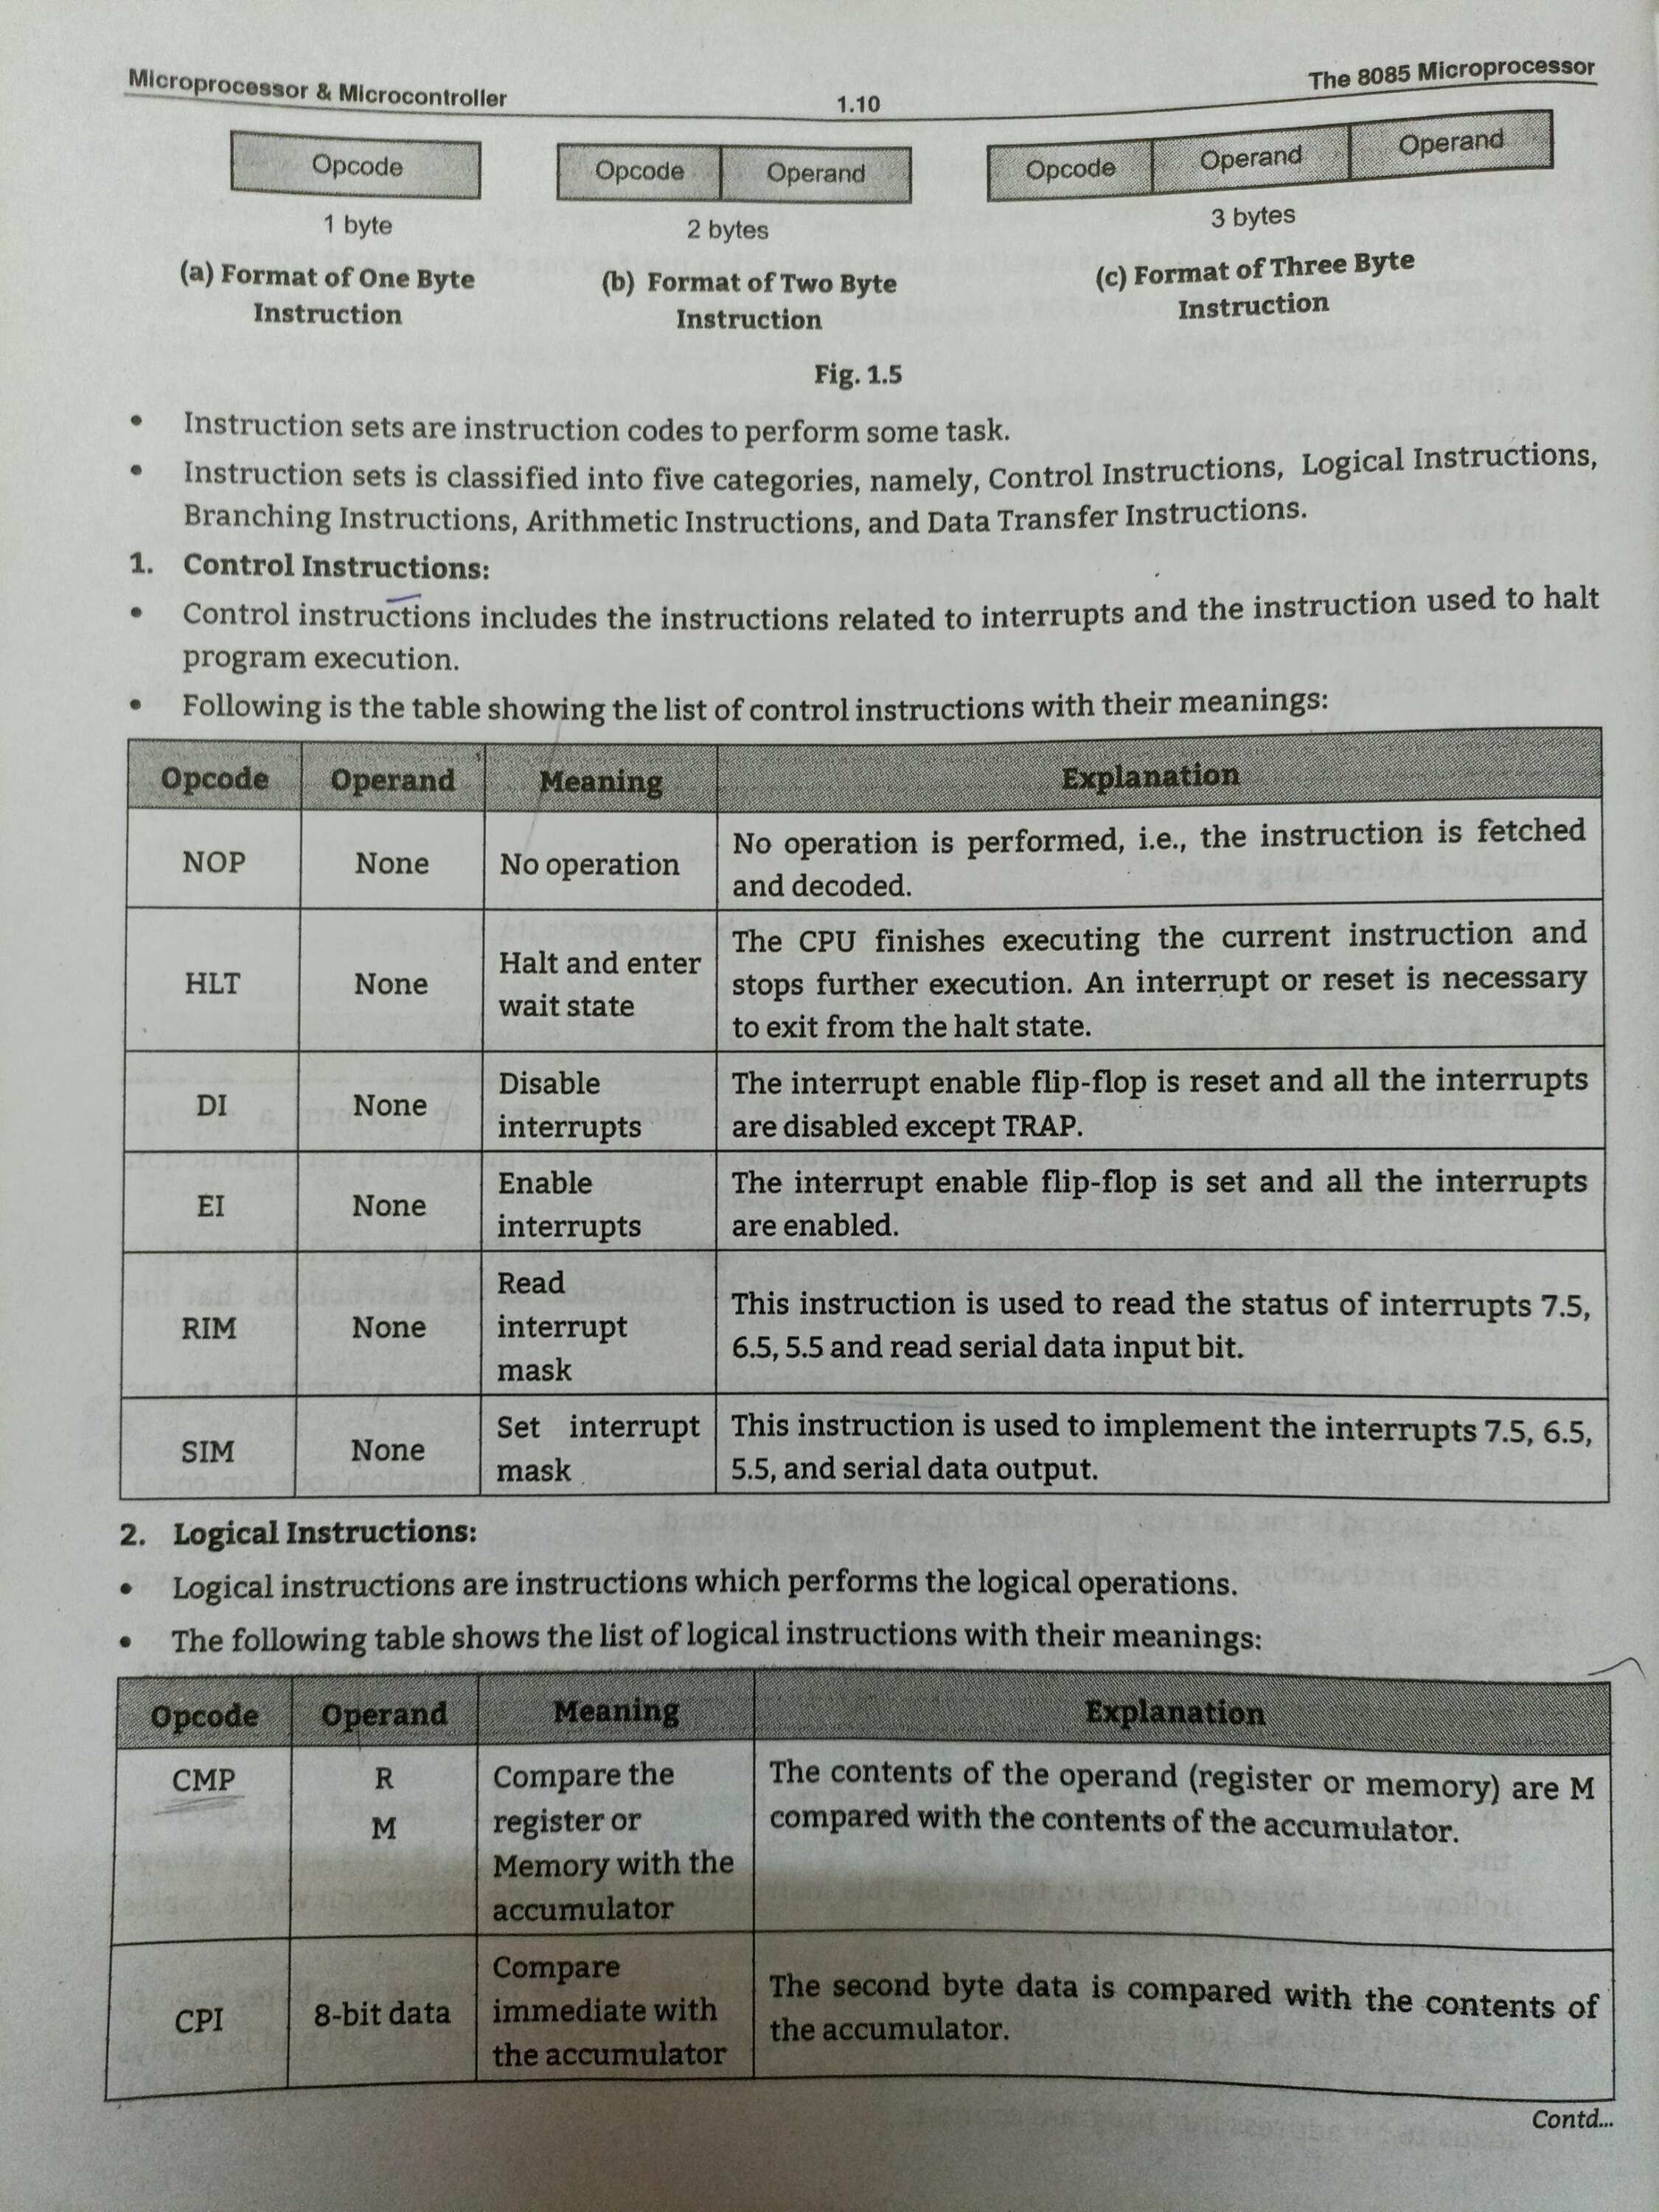 Microprocessor & Microcontroller
1.10
The 8085 Microprocessor
Opcode
1 byte
(a) Format of One Byte
Instruction
Opcode Operand
2 bytes
(b) Format of Two Byte
Instruction
Opcode Operand Operand
3 bytes
(c) Format of Three Byte
Instruction
Fig. 1.5
• Instruction sets are instruction codes to perform some task.
• Instruction sets is classified into five categories, namely, Control Instructions, Logical Instructions,
Branching Instructions, Arithmetic Instructions, and Data Transfer Instructions.
1. Control Instructions:
• Control instructions includes the instructions related to interrupts and the instruction used to halt
program execution.
• Following is the table showing the list of control instructions with their meanings:
Opcode Operand Meaning Explanation
NOP
None
No operation
No operation is performed, i.e., the instruction is fetched
and decoded.
HLT
None
Halt and enter
wait state
The CPU finishes executing the current instruction and
stops further execution. An interrupt or reset is necessary
to exit from the halt state.
DI
None
Disable
interrupts
The interrupt enable flip-flop is reset and all the interrupts
are disabled except TRAP.
EI
None
Enable
interrupts
The interrupt enable flip-flop is set and all the interrupts
are enabled.
RIM
None
Read
interrupt
mask
This instruction is used to read the status of interrupts 7.5,
6.5, 5.5 and read serial data input bit.
SIM
None
Set interrupt
mask
This instruction is used to implement the interrupts 7.5, 6.5,
5.5, and serial data output.
2. Logical Instructions:
• Logical instructions are instructions which performs the logical operations.
• The following table shows the list of logical instructions with their meanings:
Opcode Operand Meaning Explanation
CMP
R
M
Compare the
register or
Memory with the
accumulator
The contents of the operand (register or memory) are M
compared with the contents of the accumulator.
CPI
8-bit data
Compare
immediate with
the accumulator
The second byte data is compared with the contents of
the accumulator.
Contd...